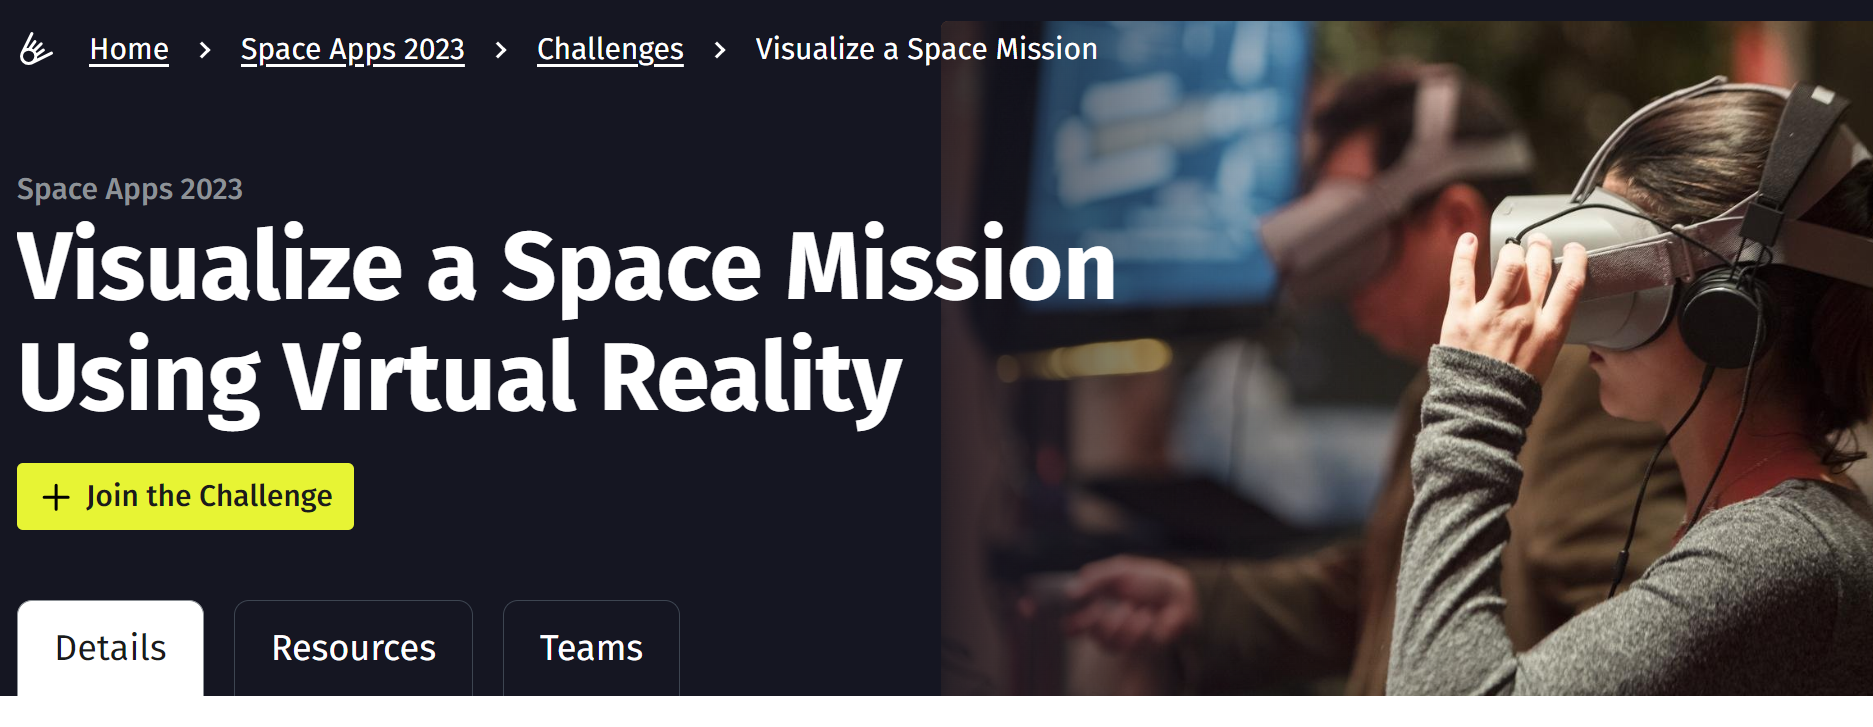 Home > Space Apps 2023 > Challenges > Visualize a Space Mission
Space Apps 2023
Visualize a Space Mission
Using Virtual Reality
+ Join the Challenge
Details Resources Teams